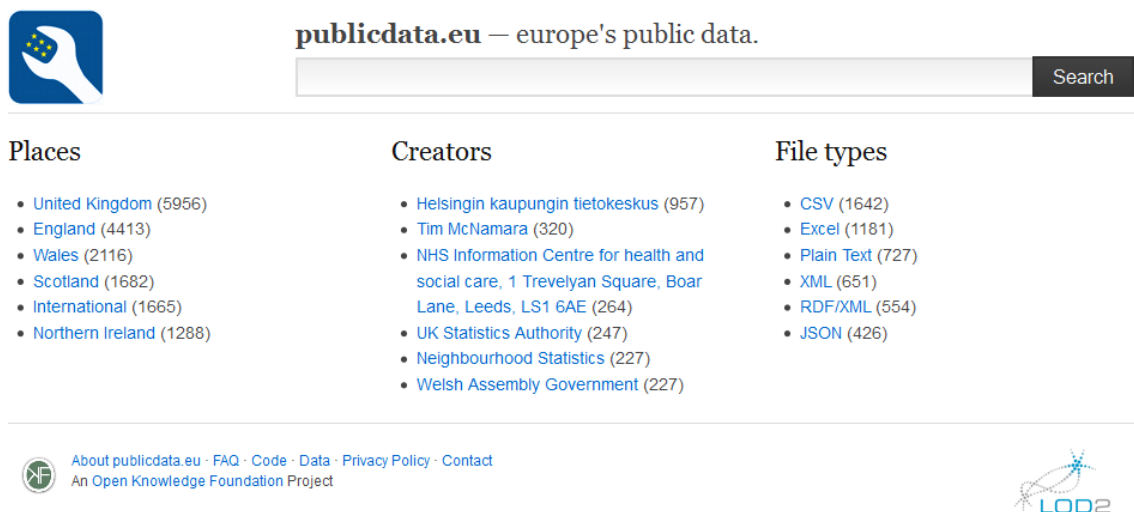 publicdata.eu — europe's public data.
Search
Places
United Kingdom (5956)
England (4413)
Wales (2116)
Scotland (1682)
International (1665)
Northern Ireland (1288)
Creators
Helsingin kaupungin tietokeskus (957)
Tim McNamara (320)
NHS Information Centre for health and
social care, 1 Trevelyan Square, Boar
Lane, Leeds, LS1 6AE (264)
UK Statistics Authority (247)
Neighbourhood Statistics (227)
Welsh Assembly Government (227)
File types
CSV (1642)
Excel (1181)
Plain Text (727)
XML (651)
RDF/XML (554)
JSON (426)
KF
About publicdata.eu · FAQ · Code · Data · Privacy Policy · Contact
An Open Knowledge Foundation Project
LOD2